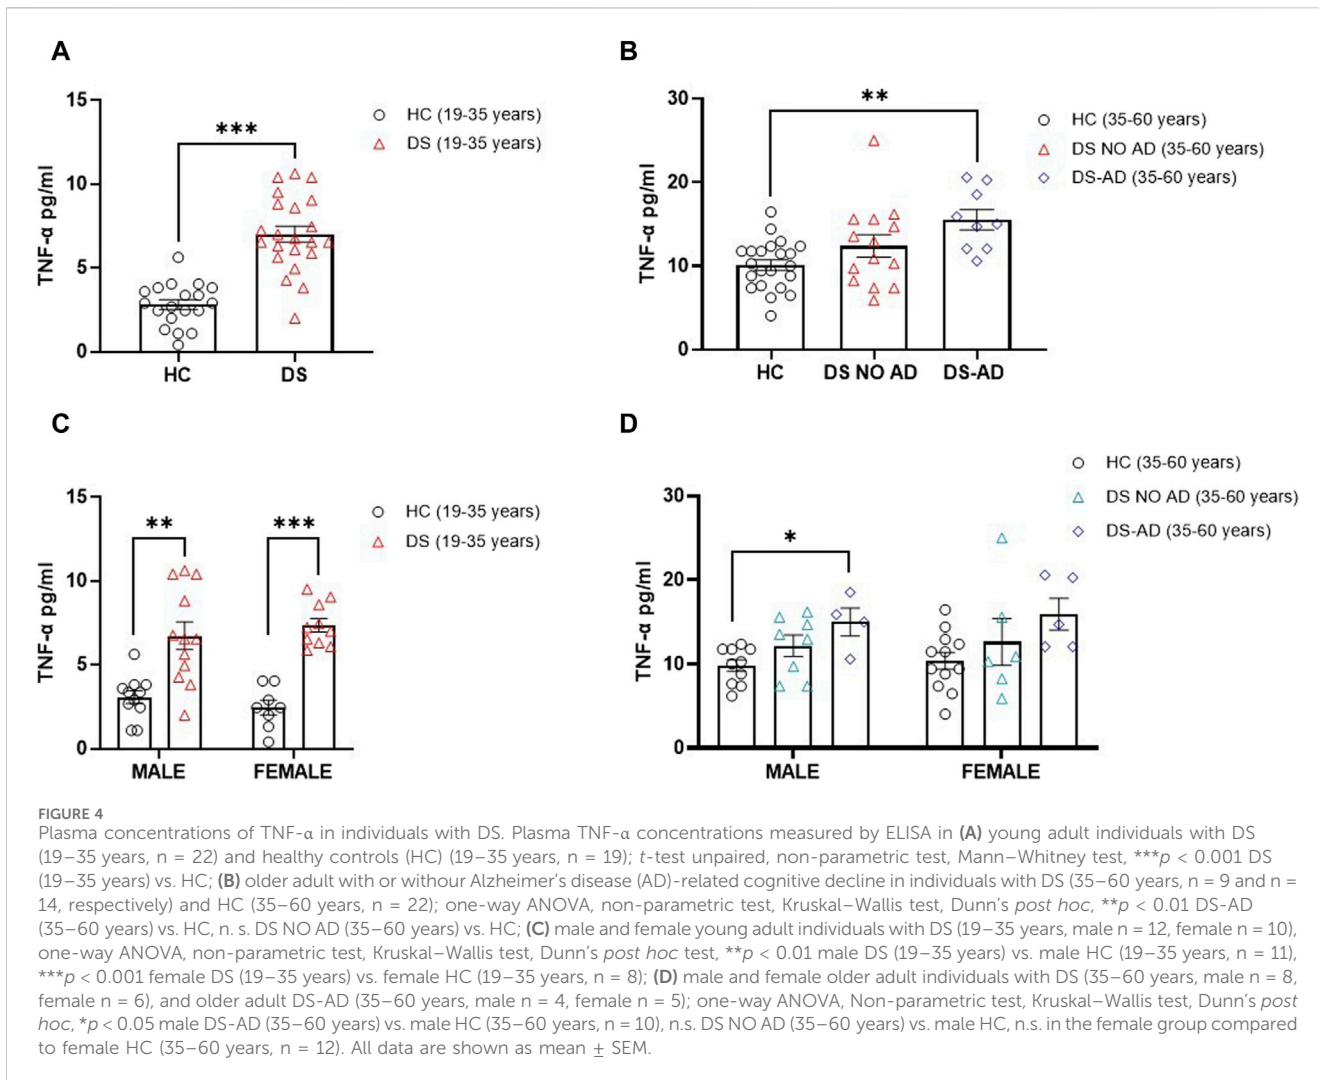 A
15
10
5
0
TNF-α pg/ml
***
HC
DS
HC (19-35 years)
DS (19-35 years)
B
30
20
10
0
TNF-α pg/ml
**
HC
DS NO AD
DS-AD
HC (35-60 years)
DS NO AD (35-60 years)
DS-AD (35-60 years)
C
15
10
5
0
TNF-α pg/ml
**
***
MALE
FEMALE
HC (19-35 years)
DS (19-35 years)
D
30
20
10
0
TNF-α pg/ml
*
MALE
FEMALE
HC (35-60 years)
DS NO AD (35-60 years)
DS-AD (35-60 years)
FIGURE 4
Plasma concentrations of TNF-α in individuals with DS. Plasma TNF-α concentrations measured by ELISA in (A) young adult individuals with DS
(19–35 years, n = 22) and healthy controls (HC) (19–35 years, n = 19); t-test unpaired, non-parametric test, Mann–Whitney test, ***p < 0.001 DS
(19–35 years) vs. HC; (B) older adult with or withour Alzheimer's disease (AD)-related cognitive decline in individuals with DS (35–60 years, n = 9 and n =
14, respectively) and HC (35–60 years, n = 22); one-way ANOVA, non-parametric test, Kruskal–Wallis test, Dunn's post hoc, **p < 0.01 DS-AD
(35–60 years) vs. HC, n. s. DS NO AD (35–60 years) vs. HC; (C) male and female young adult individuals with DS (19–35 years, male n = 12, female n = 10),
one-way ANOVA, non-parametric test, Kruskal–Wallis test, Dunn's post hoc test, **p < 0.01 male DS (19–35 years) vs. male HC (19–35 years, n = 11),
***p < 0.001 female DS (19–35 years) vs. female HC (19–35 years, n = 8); (D) male and female older adult individuals with DS (35–60 years, male n = 8,
female n = 6), and older adult DS-AD (35–60 years, male n = 4, female n = 5); one-way ANOVA, Non-parametric test, Kruskal–Wallis test, Dunn's post
hoc, *p < 0.05 male DS-AD (35–60 years) vs. male HC (35–60 years, n = 10), n.s. DS NO AD (35–60 years) vs. male HC, n.s. in the female group compared
to female HC (35–60 years, n = 12). All data are shown as mean ± SEM.